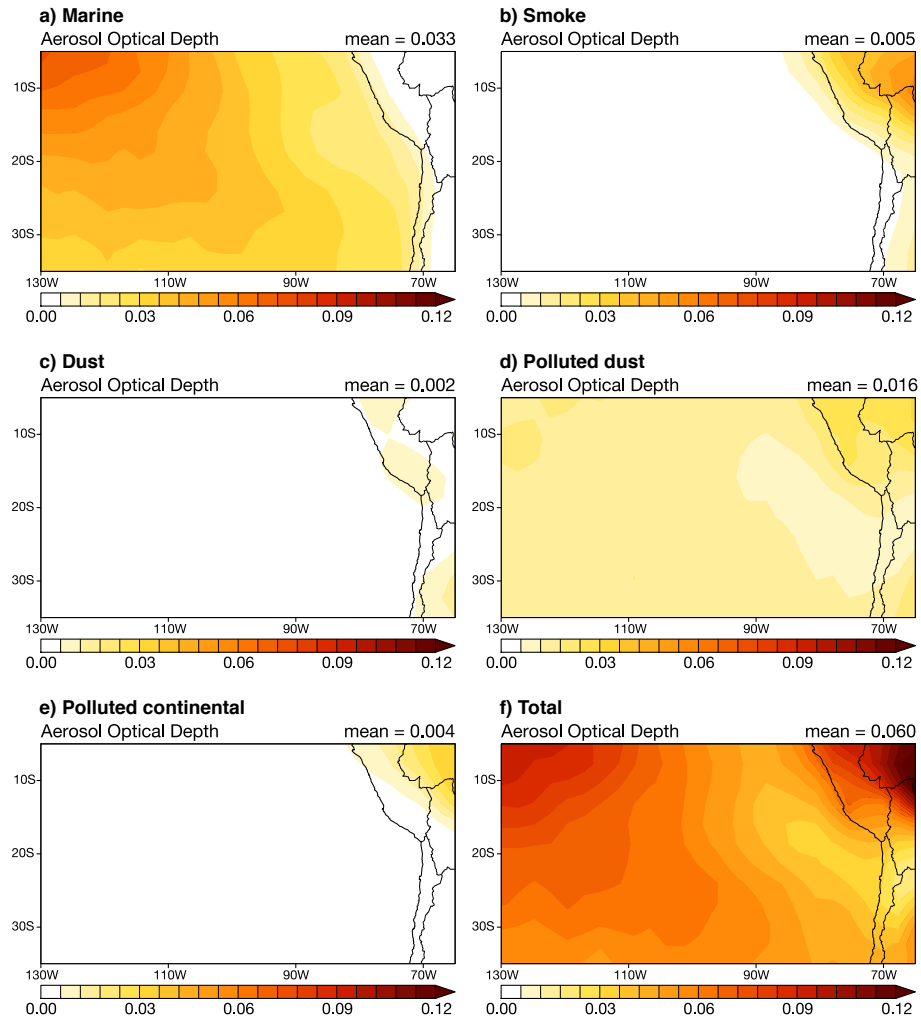 a) Marine
Aerosol Optical Depth mean = 0.033
10S
20S
30S
130W 110W 90W 70W
0.00 0.03 0.06 0.09 0.12
b) Smoke
Aerosol Optical Depth mean = 0.005
10S
20S
30S
130W 110W 90W 70W
0.00 0.03 0.06 0.09 0.12
c) Dust
Aerosol Optical Depth mean = 0.002
10S
20S
30S
130W 110W 90W 70W
0.00 0.03 0.06 0.09 0.12
d) Polluted dust
Aerosol Optical Depth mean = 0.016
10S
20S
30S
130W 110W 90W 70W
0.00 0.03 0.06 0.09 0.12
e) Polluted continental
Aerosol Optical Depth mean = 0.004
10S
20S
30S
130W 110W 90W 70W
0.00 0.03 0.06 0.09 0.12
f) Total
Aerosol Optical Depth mean = 0.060
10S
20S
30S
130W 110W 90W 70W
0.00 0.03 0.06 0.09 0.12